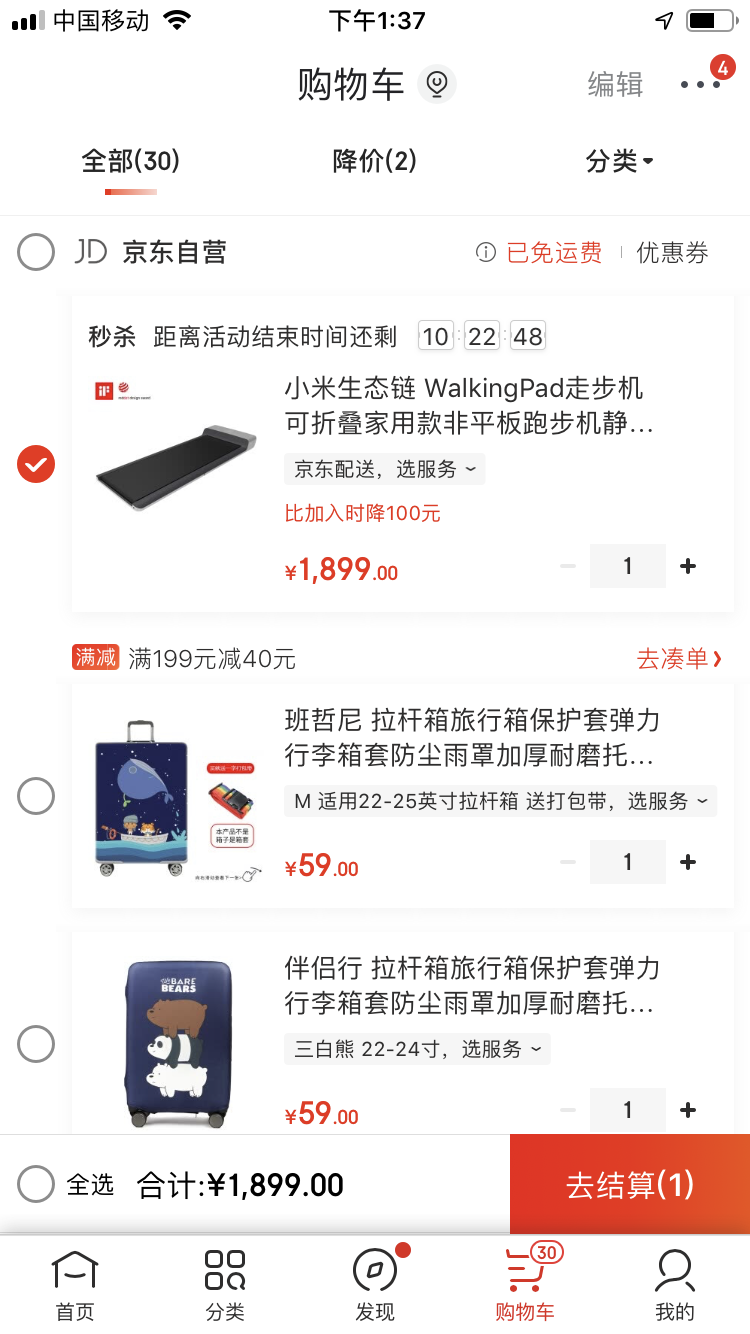 中国移动
下午1:37
购物车
编辑
4
全部(30)
降价(2)
分类
JD 京东自营
已免运费
优惠券
秒杀 距离活动结束时间还剩 10:22:48
小米生态链 WalkingPad走步机
可折叠家用款非平板跑步机静...
京东配送，选服务
比加入时降100元
¥1,899.00
1
满减 满199元减40元
去凑单
班哲尼 拉杆箱旅行箱保护套弹力
行李箱套防尘雨罩加厚耐磨托...
本产品不是
箱子是箱套
M 适用22-25英寸拉杆箱 送打包带，选服务
¥59.00
1
BARE
BEARS
伴侣行 拉杆箱旅行箱保护套弹力
行李箱套防尘雨罩加厚耐磨托...
三白熊 22-24寸，选服务
¥59.00
1
全选
合计:¥1,899.00
去结算(1)
30
首页
分类
发现
购物车
我的